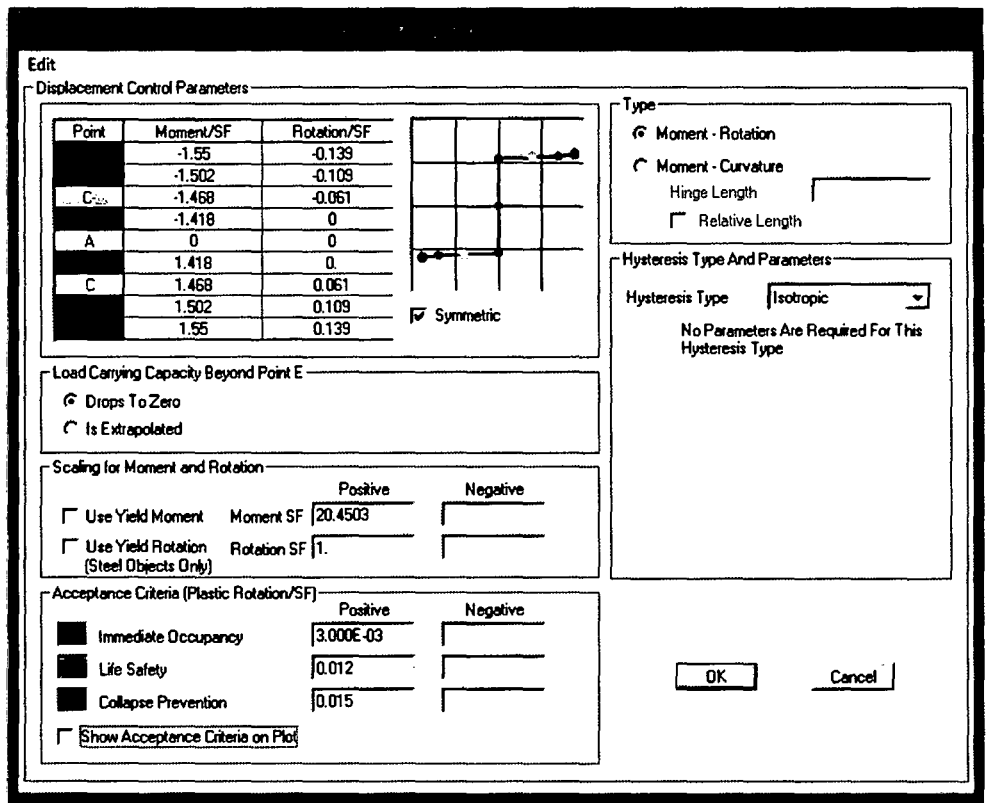 Edit
Displacement Control Parameters
Point Moment/SF Rotation/SF
-1.55 -0.139
-1.502 -0.109
C- -1.468 -0.061
-1.418 0
A 0 0
1.418 0.
C 1.468 0.061
1.502 0.109
1.55 0.139
Symmetric
Load Carrying Capacity Beyond Point E
Drops To Zero
Is Extrapolated
Scaling for Moment and Rotation
Positive Negative
Use Yield Moment Moment SF 20.4503
Use Yield Rotation Rotation SF 1.
(Steel Objects Only)
Acceptance Criteria (Plastic Rotation/SF)
Positive Negative
Immediate Occupancy 3.000E-03
Life Safety 0.012
Collapse Prevention 0.015
Show Acceptance Criteria on Plot
Type
Moment - Rotation
Moment - Curvature
Hinge Length
Relative Length
Hysteresis Type And Parameters
Hysteresis Type Isotropic
No Parameters Are Required For This
Hysteresis Type
OK Cancel